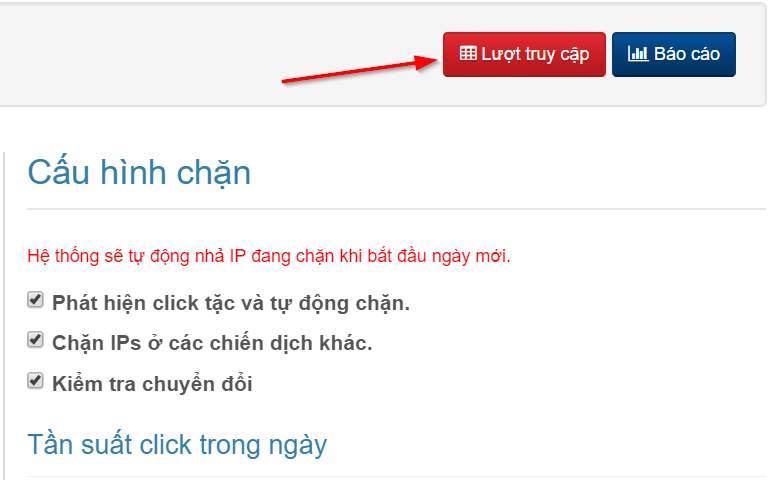 Lượt truy cập
Báo cáo
Cấu hình chặn
Hệ thống sẽ tự động nhả IP đang chặn khi bắt đầu ngày mới.
Phát hiện click tặc và tự động chặn.
Chặn IPs ở các chiến dịch khác.
Kiểm tra chuyển đổi
Tần suất click trong ngày